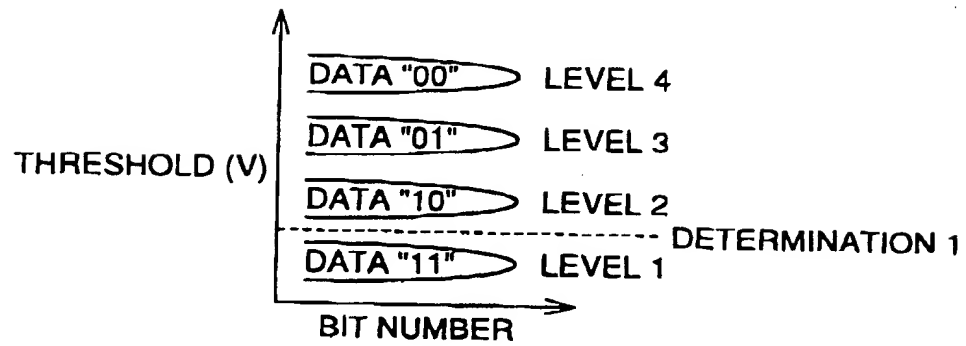 DATA "00" LEVEL 4
DATA "01" LEVEL 3
THRESHOLD (V)
DATA "10" LEVEL 2
DETERMINATION 1
DATA "11" LEVEL 1
BIT NUMBER